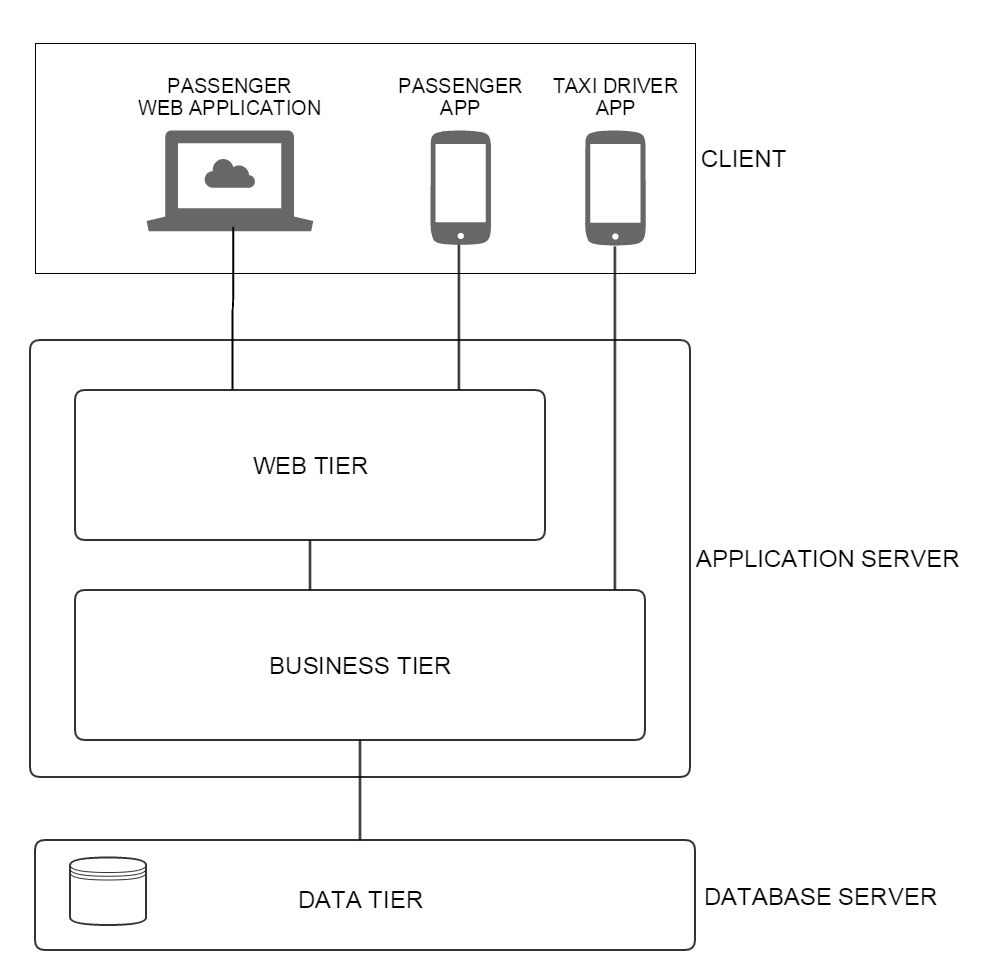 PASSENGER
WEB APPLICATION
PASSENGER
APP
TAXI DRIVER
APP
CLIENT
WEB TIER
APPLICATION SERVER
BUSINESS TIER
DATA TIER
DATABASE SERVER